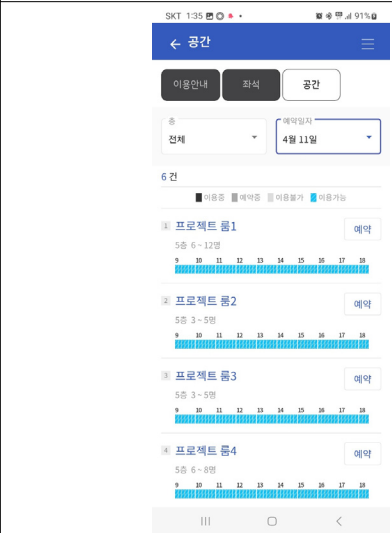 SKT 1:35 91%
← 공간
이용안내 좌석 공간
층 예약일자
전체 4월 11일
6 건
이용중 예약중 이용불가 이용가능
1 프로젝트 룸1 예약
5층 6 ~ 12명
9 10 11 12 13 14 15 16 17 18
2 프로젝트 룸2 예약
5층 3 ~ 5명
9 10 11 12 13 14 15 16 17 18
3 프로젝트 룸3 예약
5층 3 ~ 5명
9 10 11 12 13 14 15 16 17 18
4 프로젝트 룸4 예약
5층 6 ~ 8명
9 10 11 12 13 14 15 16 17 18